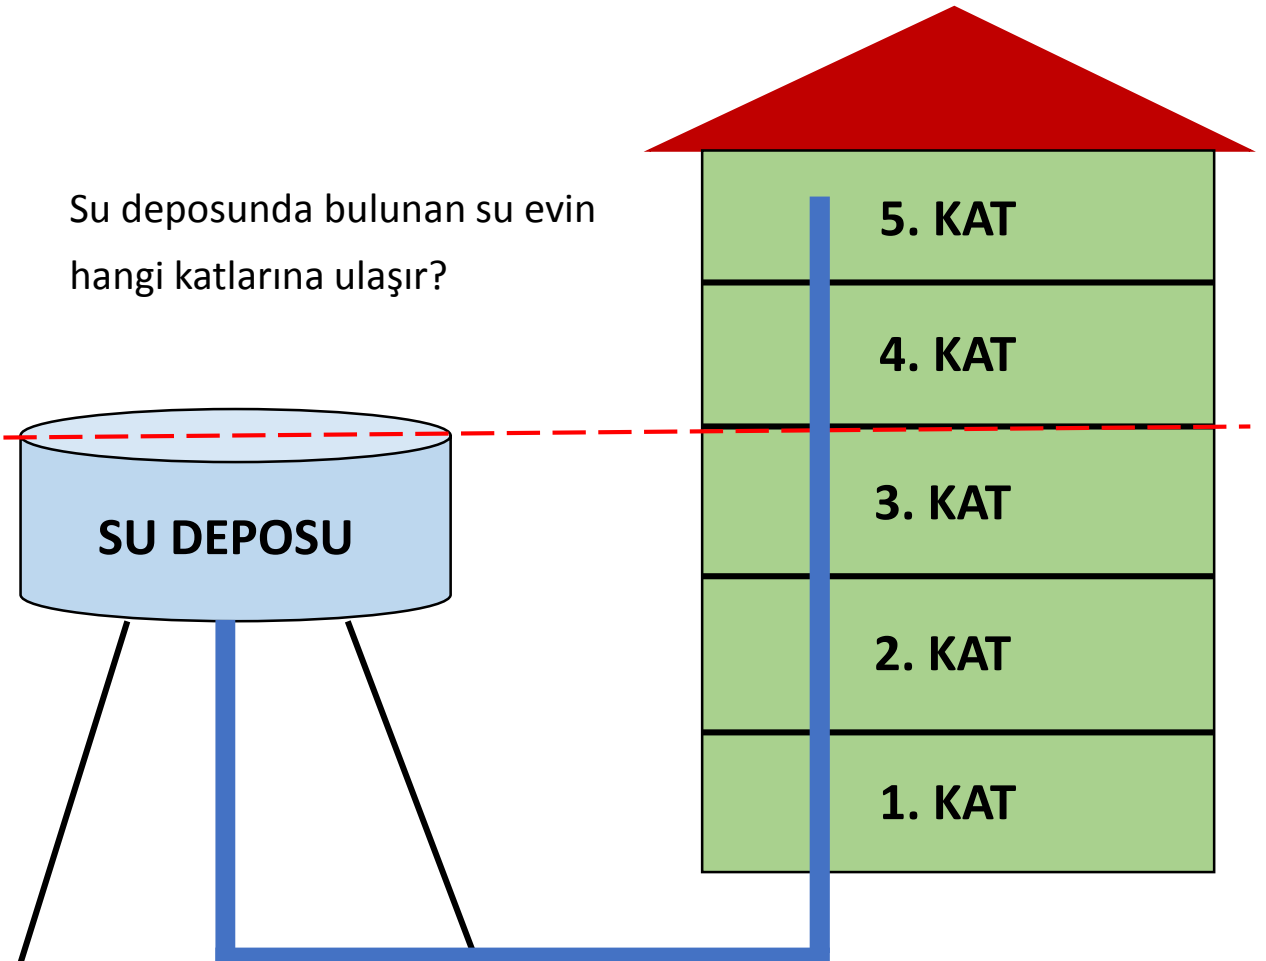 Su deposunda bulunan su evin
hangi katlarına ulaşır?
SU DEPOSU
5. KAT
4. KAT
3. KAT
2. KAT
1. KAT